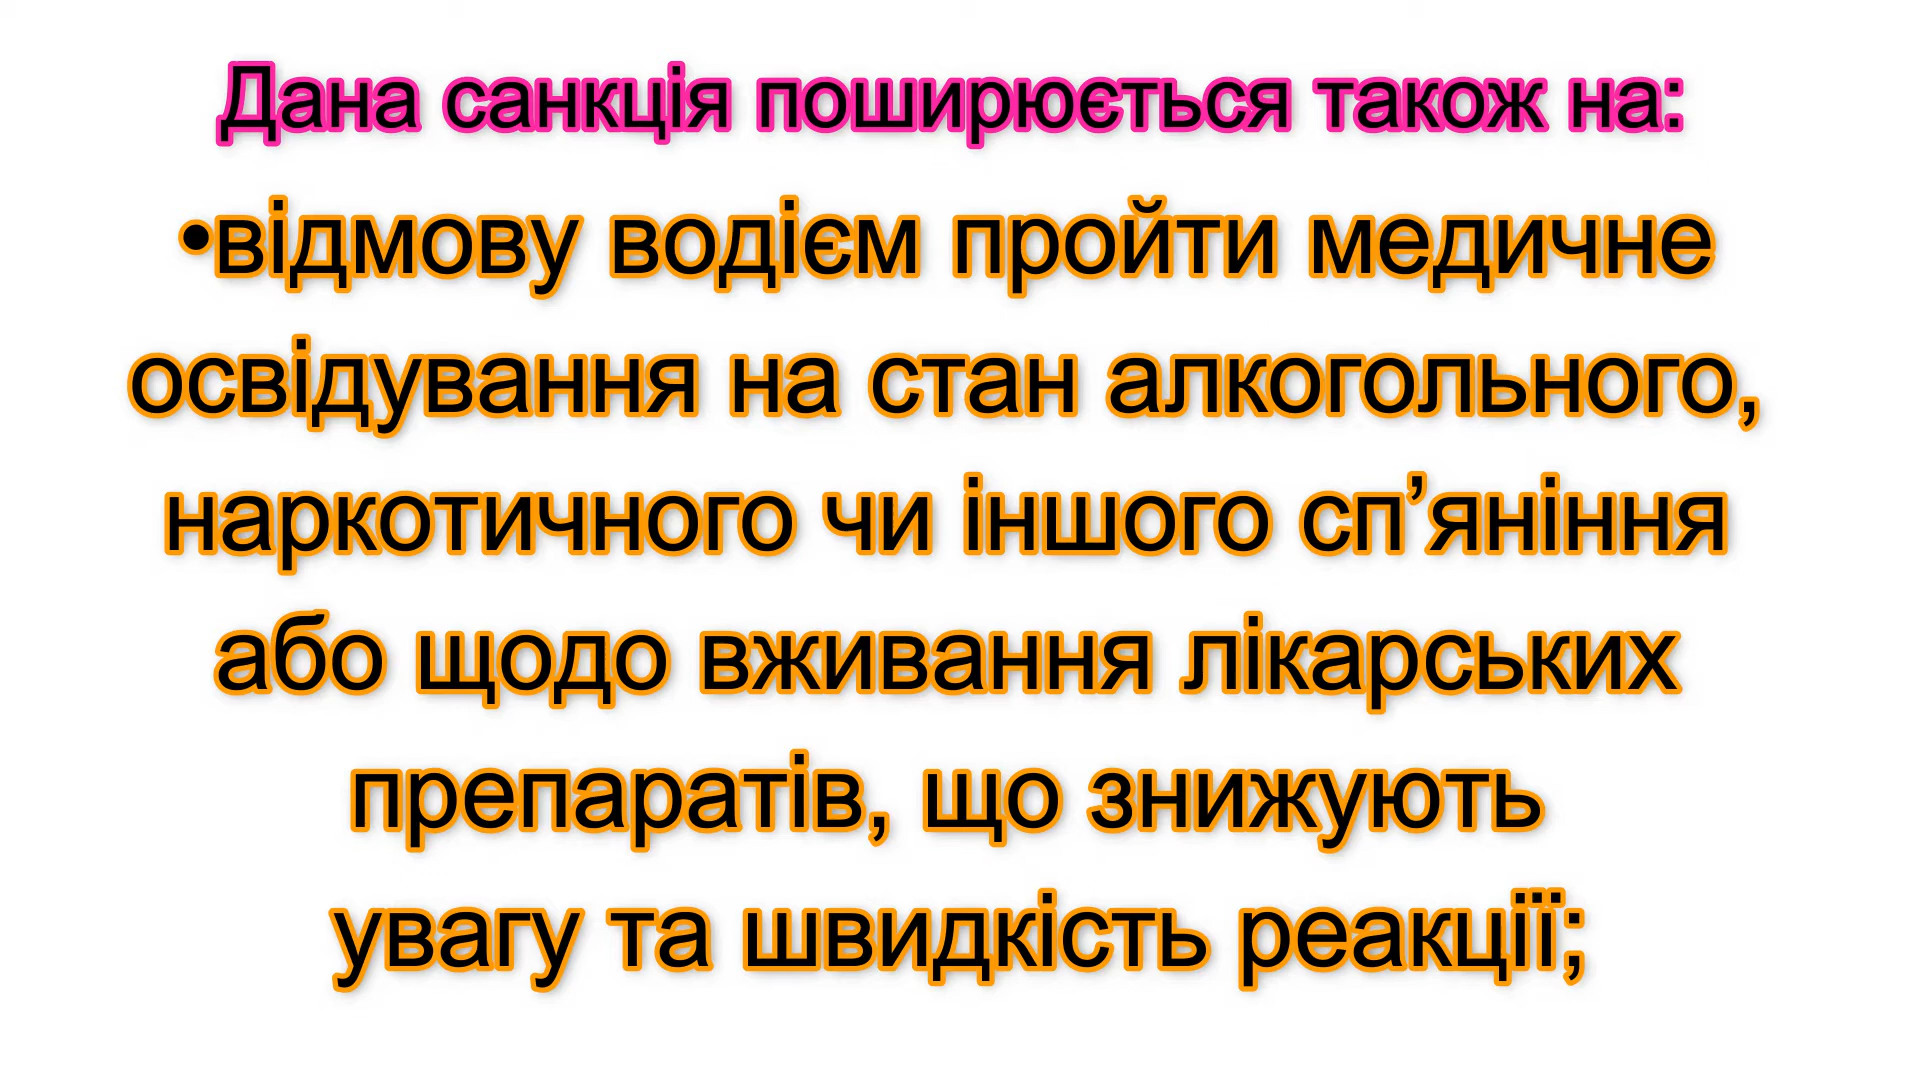 Дана санкція поширюється також на:
•відмову водієм пройти медичне
освідування на стан алкогольного,
наркотичного чи іншого сп’яніння
або щодо вживання лікарських
препаратів, що знижують
увагу та швидкість реакції;